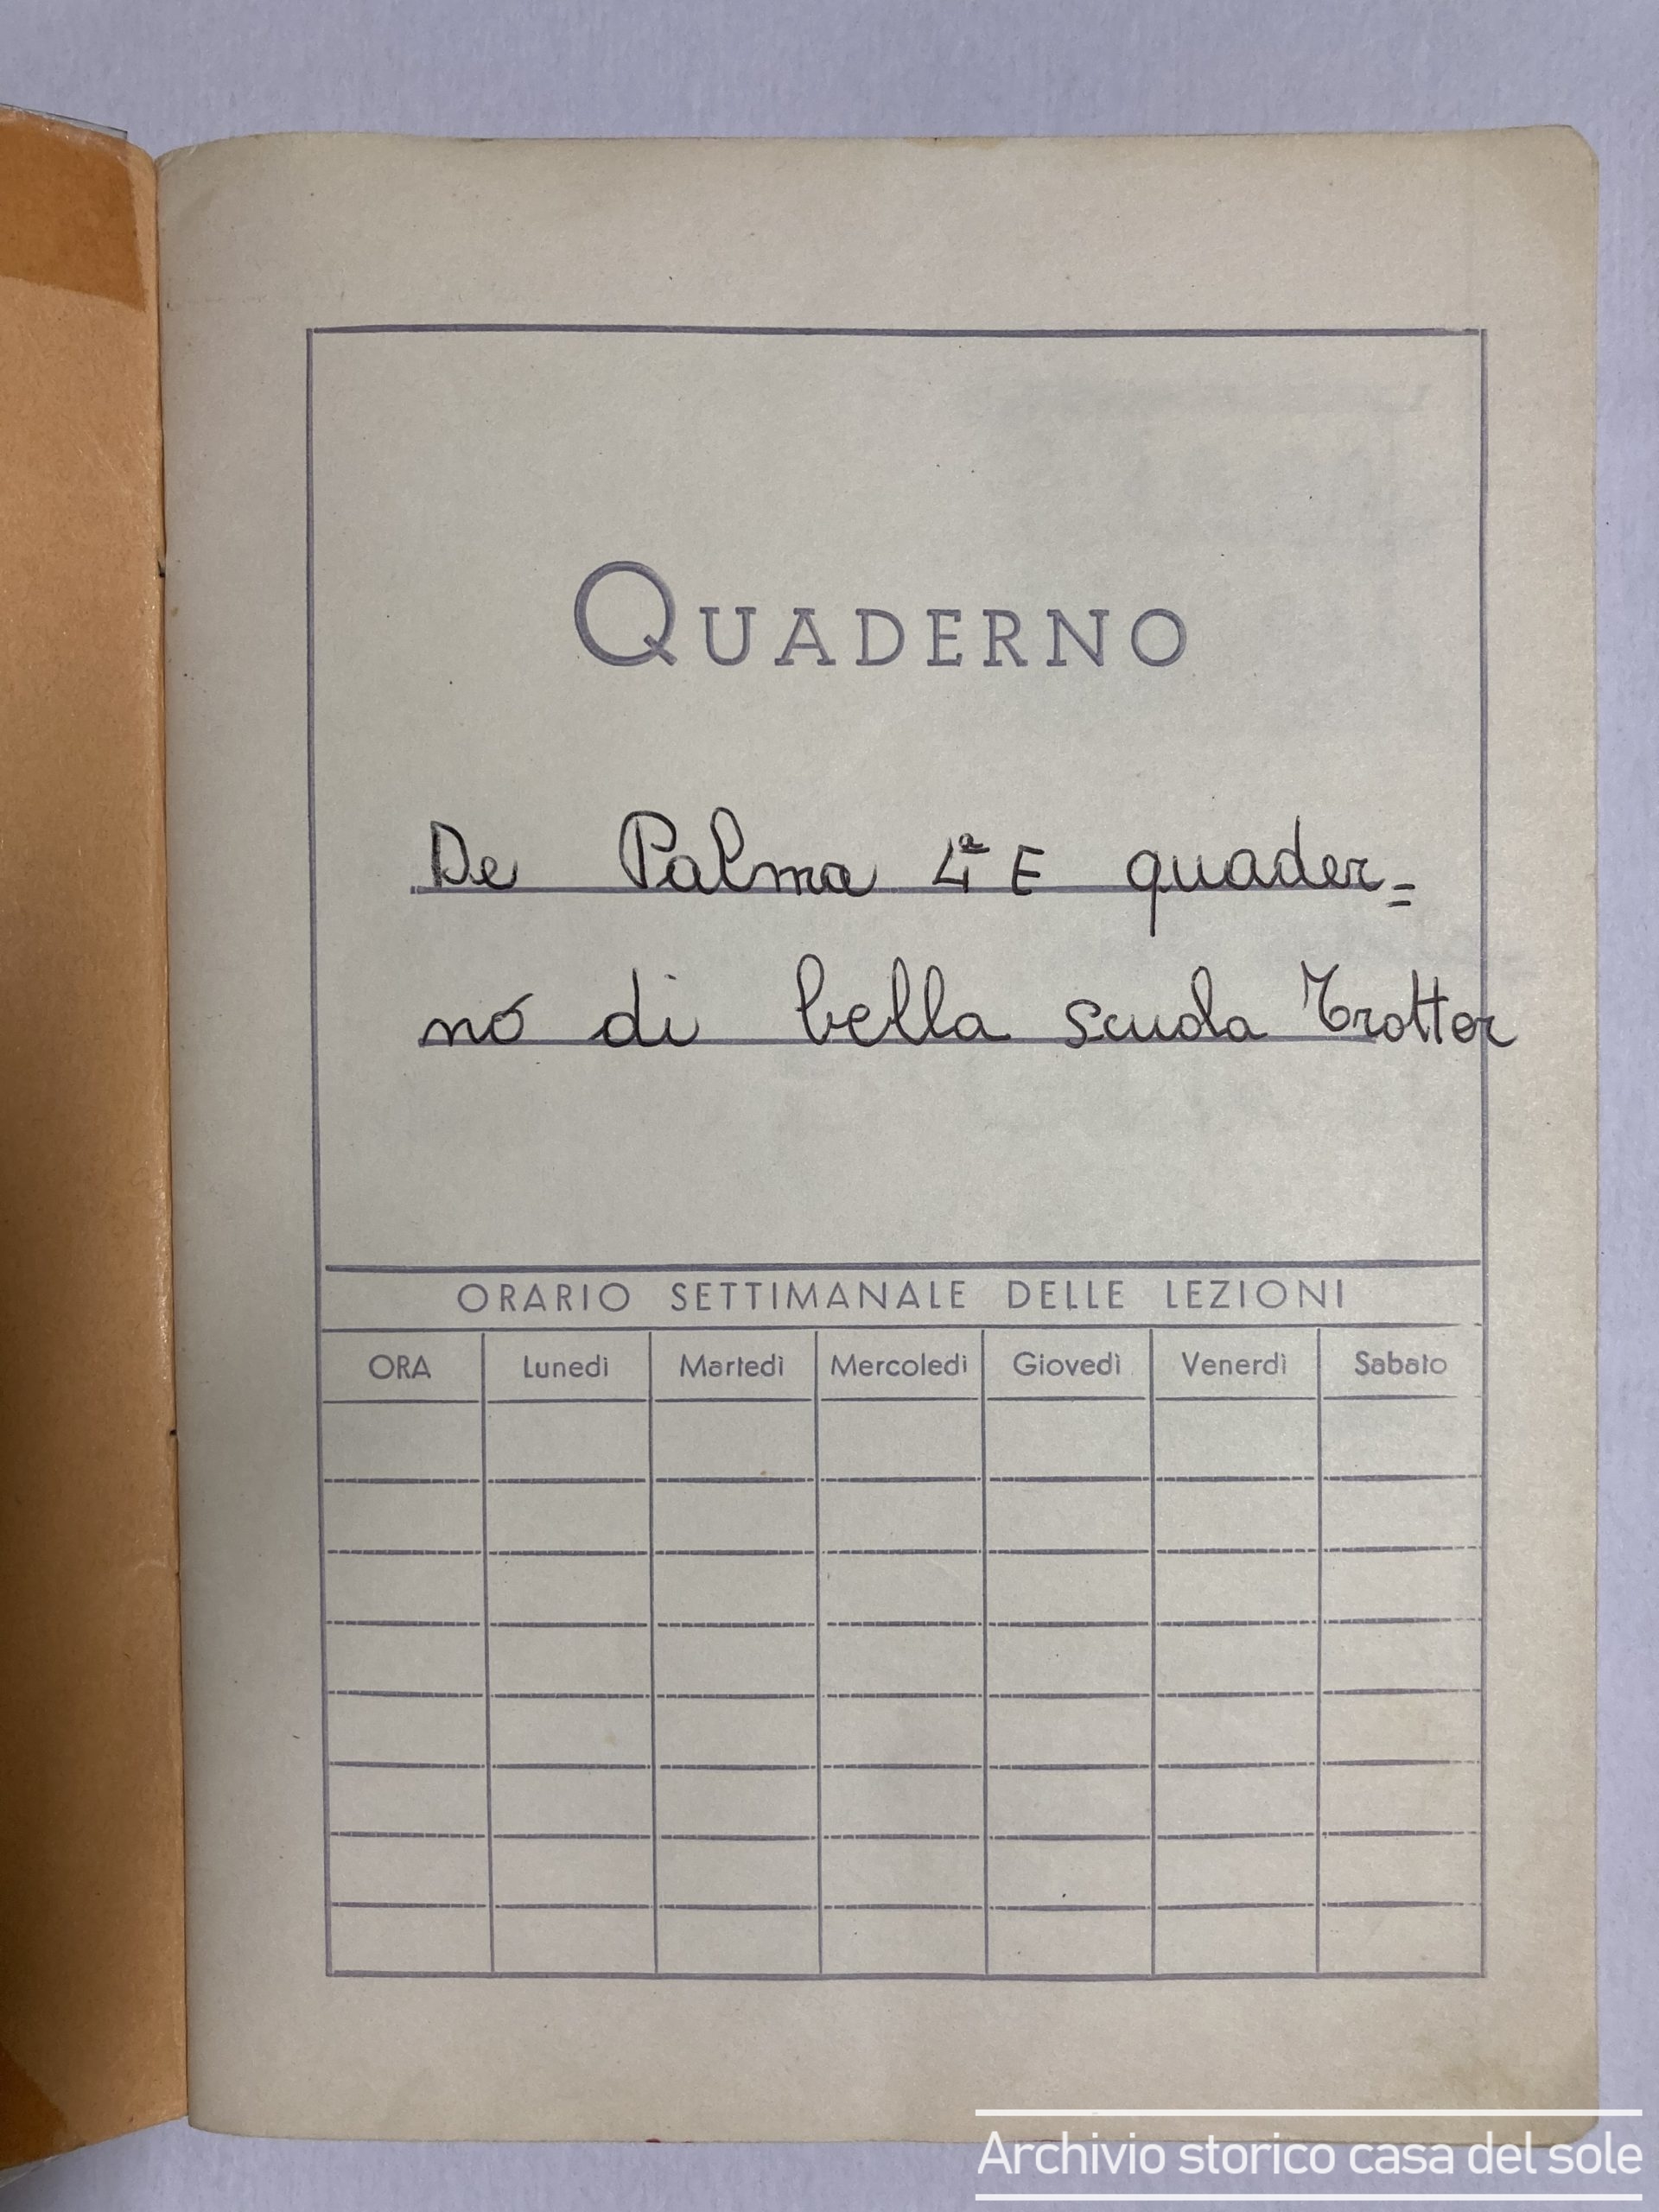 QUADERNO
De Palma 4ª E quader=
no di bella scuola Trotter
ORARIO SETTIMANALE DELLE LEZIONI
ORA Lunedì Martedì Mercoledì Giovedì Venerdì Sabato
Archivio storico casa del sole